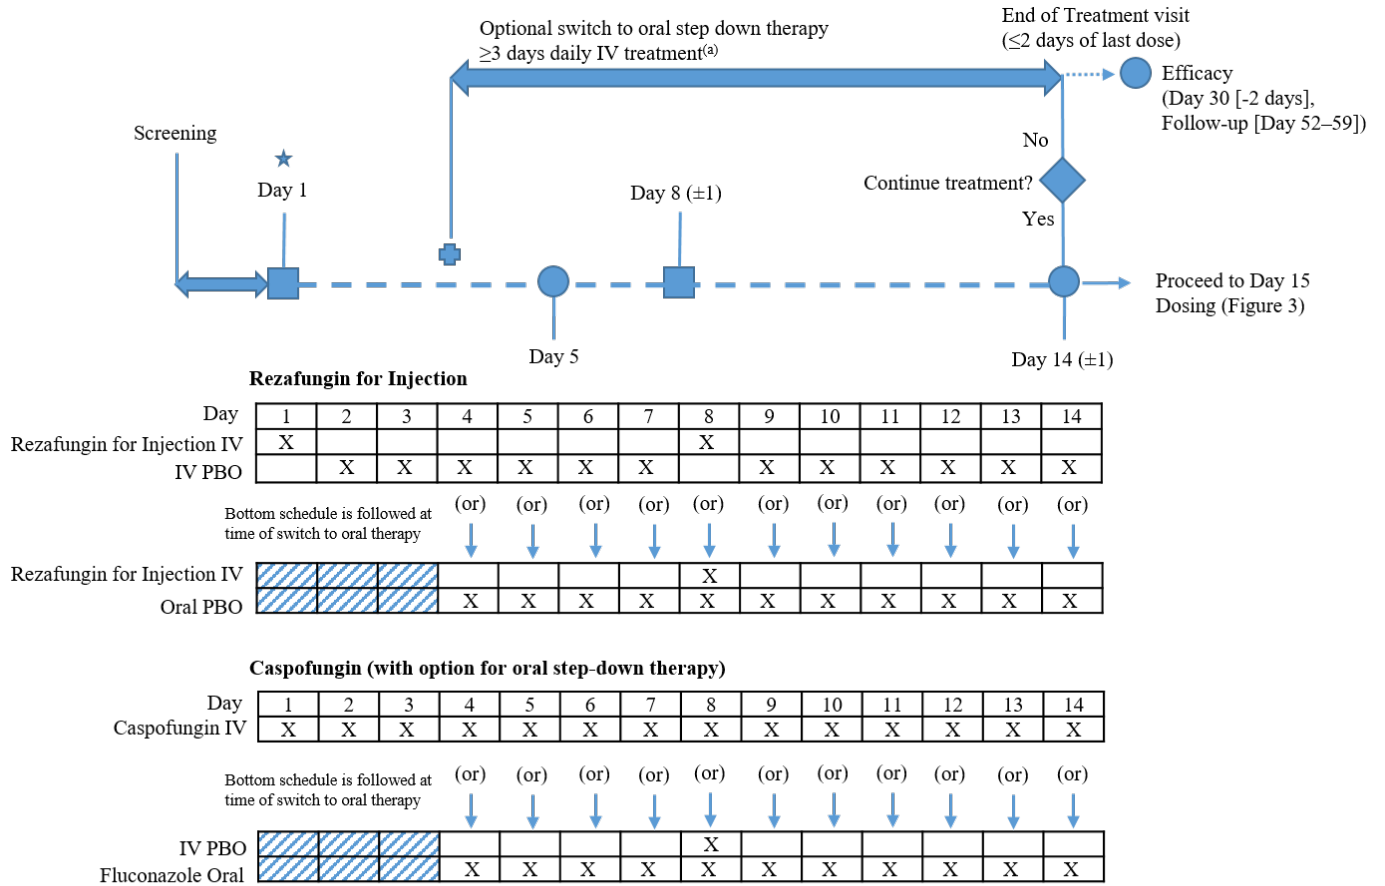 Optional switch to oral step down therapy
≥3 days daily IV treatment(a)
End of Treatment visit
(≤2 days of last dose)
Efficacy
(Day 30 [-2 days],
Follow-up [Day 52–59])
Screening
Day 1
No
Continue treatment?
Yes
Day 8 (±1)
Proceed to Day 15
Dosing (Figure 3)
Day 5
Day 14 (±1)
Rezafungin for Injection
Day 1 2 3 4 5 6 7 8 9 10 11 12 13 14
Rezafungin for Injection IV X X
IV PBO X X X X X X X X X X X X
(or) (or) (or) (or) (or) (or) (or) (or) (or) (or) (or)
Bottom schedule is followed at
time of switch to oral therapy
Rezafungin for Injection IV X
Oral PBO X X X X X X X X X X X
Caspofungin (with option for oral step-down therapy)
Day 1 2 3 4 5 6 7 8 9 10 11 12 13 14
Caspofungin IV X X X X X X X X X X X X X X
(or) (or) (or) (or) (or) (or) (or) (or) (or) (or) (or)
Bottom schedule is followed at
time of switch to oral therapy
IV PBO X
Fluconazole Oral X X X X X X X X X X X